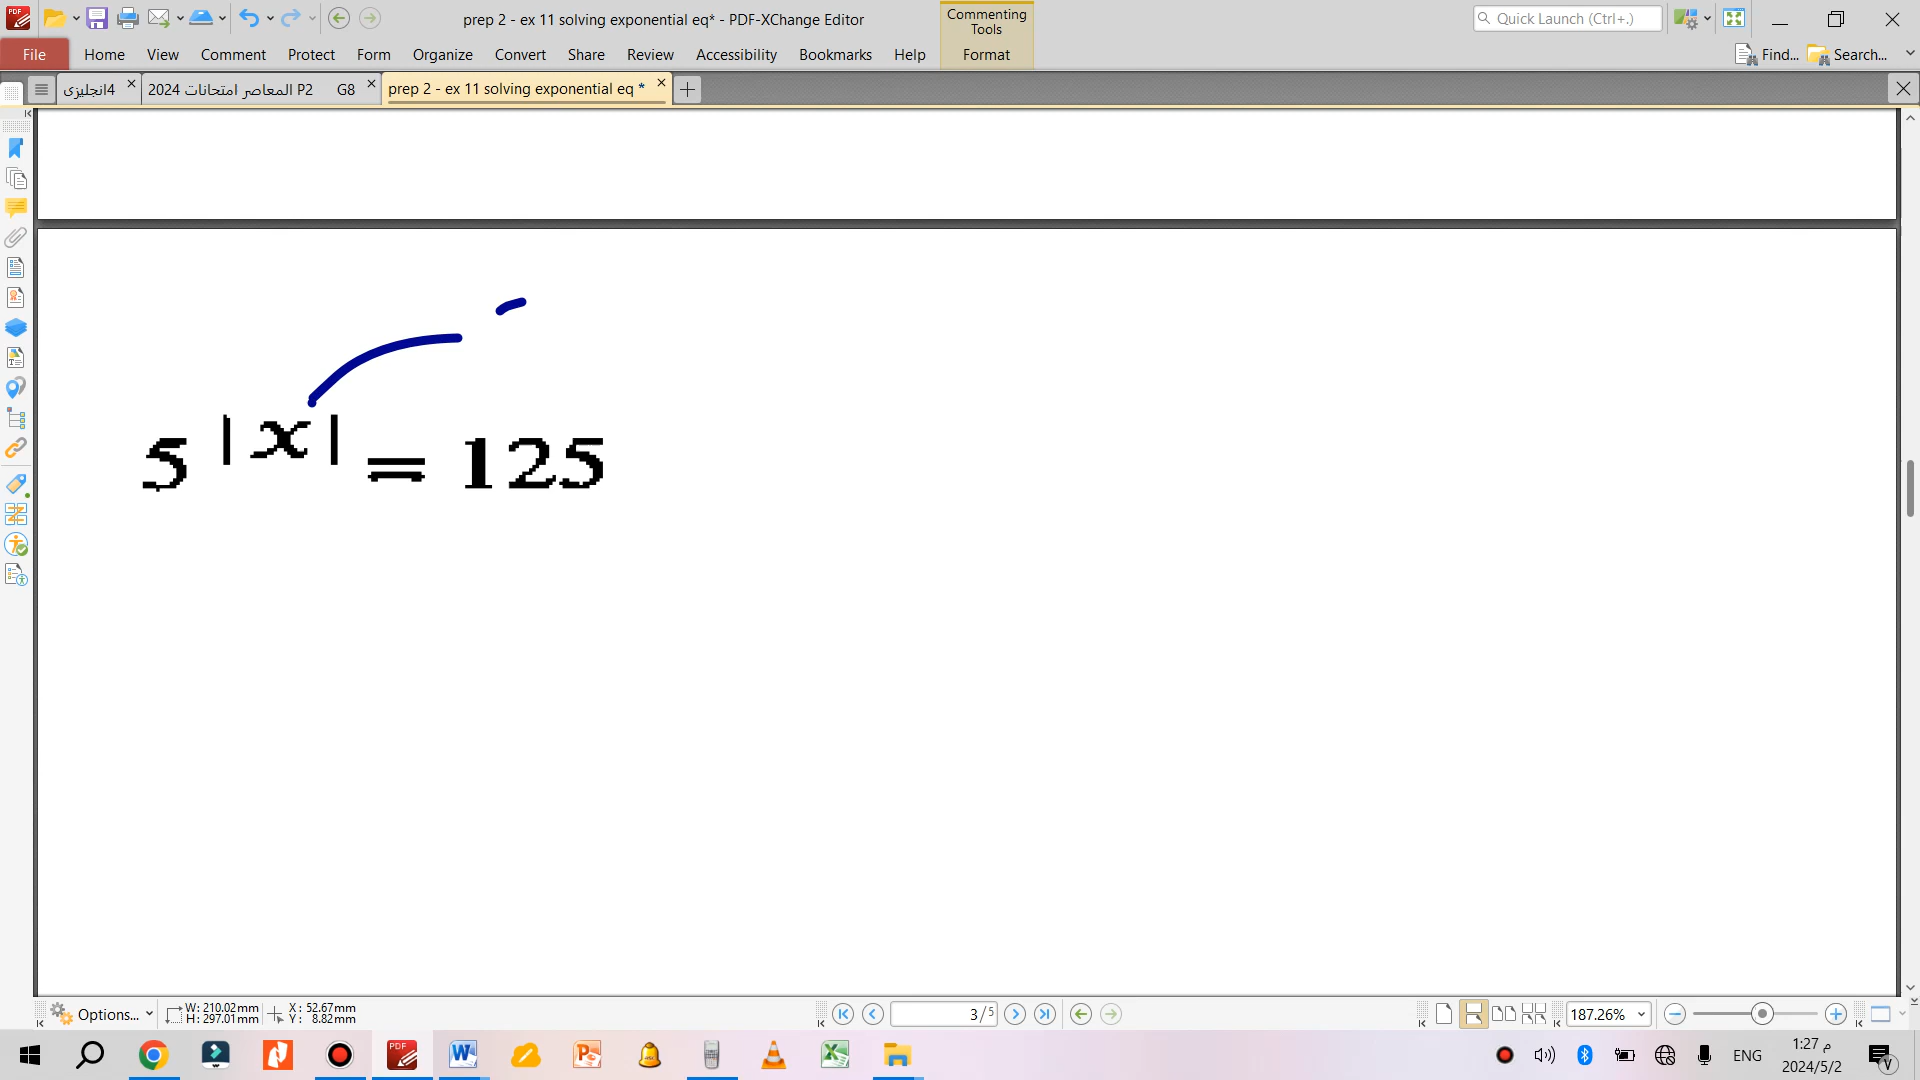 prep 2 - ex 11 solving exponential eq* - PDF-XChange Editor
Commenting Tools
Quick Launch (Ctrl+.)
File Home View Comment Protect Form Organize Convert Share Review Accessibility Bookmarks Help Format
Find... Search...
4انجليزى
المعاصر امتحانات 2024 P2 G8
prep 2 - ex 11 solving exponential eq *
5^|x| = 125
Options...
W: 210.02mm
H: 297.01mm
X: 52.67mm
Y: 8.82mm
3/5
187.26%
ENG
1:27 م
2024/5/2